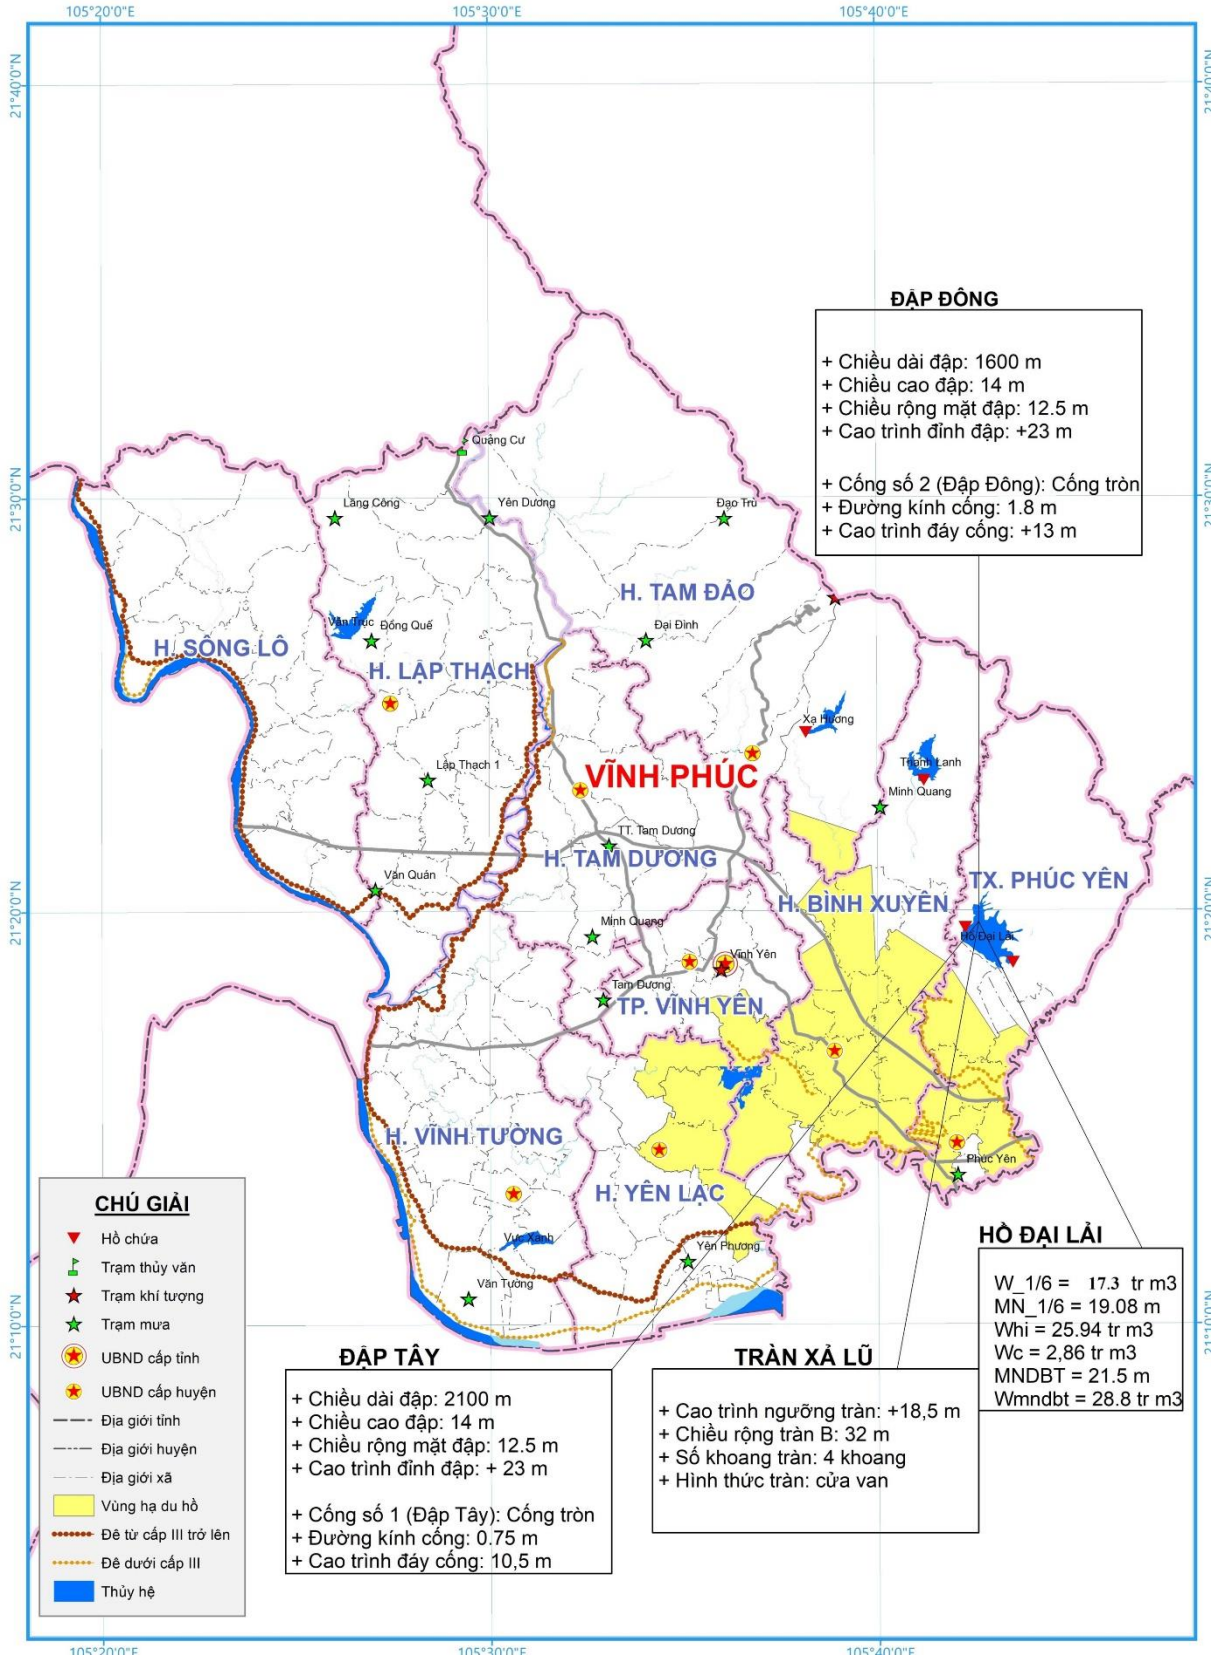 105°20'0"E
105°30'0"E
105°40'0"E
21°40'0"N
21°40'0"N
ĐẬP ĐÔNG
+ Chiều dài đập: 1600 m
+ Chiều cao đập: 14 m
+ Chiều rộng mặt đập: 12.5 m
+ Cao trình đỉnh đập: +23 m
+ Cống số 2 (Đập Đông): Cống tròn
+ Đường kính cống: 1.8 m
+ Cao trình đáy cống: +13 m
Quảng Cư
21°30'0"N
21°30'0"N
Lãng Công
Yên Dương
Đạo Trù
H. TAM ĐẢO
Vân Trục
Đồng Quế
Đại Đình
H. SÔNG LÔ
H. LẬP THẠCH
Xạ Hương
Thanh Lanh
Lập Thạch 1
VĨNH PHÚC
Minh Quang
TT. Tam Dương
H. TAM DƯƠNG
Văn Quán
TX. PHÚC YÊN
H. BÌNH XUYÊN
21°20'0"N
21°20'0"N
Minh Quang
Hồ Đại Lải
Vĩnh Yên
Tam Dương
TP. VĨNH YÊN
H. VĨNH TƯỜNG
Phúc Yên
H. YÊN LẠC
Vực Xanh
Yên Phương
Văn Tường
21°10'0"N
21°10'0"N
CHÚ GIẢI
Hồ chứa
Trạm thủy văn
Trạm khí tượng
Trạm mưa
UBND cấp tỉnh
UBND cấp huyện
Địa giới tỉnh
Địa giới huyện
Địa giới xã
Vùng hạ du hồ
Đê từ cấp III trở lên
Đê dưới cấp III
Thủy hệ
HỒ ĐẠI LẢI
W_1/6 = 17.3 tr m3
MN_1/6 = 19.08 m
Whi = 25.94 tr m3
Wc = 2,86 tr m3
MNDBT = 21.5 m
Wmndbt = 28.8 tr m3
ĐẬP TÂY
+ Chiều dài đập: 2100 m
+ Chiều cao đập: 14 m
+ Chiều rộng mặt đập: 12.5 m
+ Cao trình đỉnh đập: + 23 m
+ Cống số 1 (Đập Tây): Cống tròn
+ Đường kính cống: 0.75 m
+ Cao trình đáy cống: 10,5 m
TRÀN XẢ LŨ
+ Cao trình ngưỡng tràn: +18,5 m
+ Chiều rộng tràn B: 32 m
+ Số khoang tràn: 4 khoang
+ Hình thức tràn: cửa van
105°20'0"E
105°30'0"E
105°40'0"E